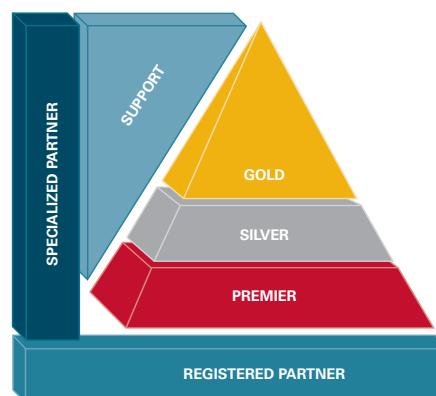 SPECIALIZED PARTNER
SUPPORT
GOLD
SILVER
PREMIER
REGISTERED PARTNER